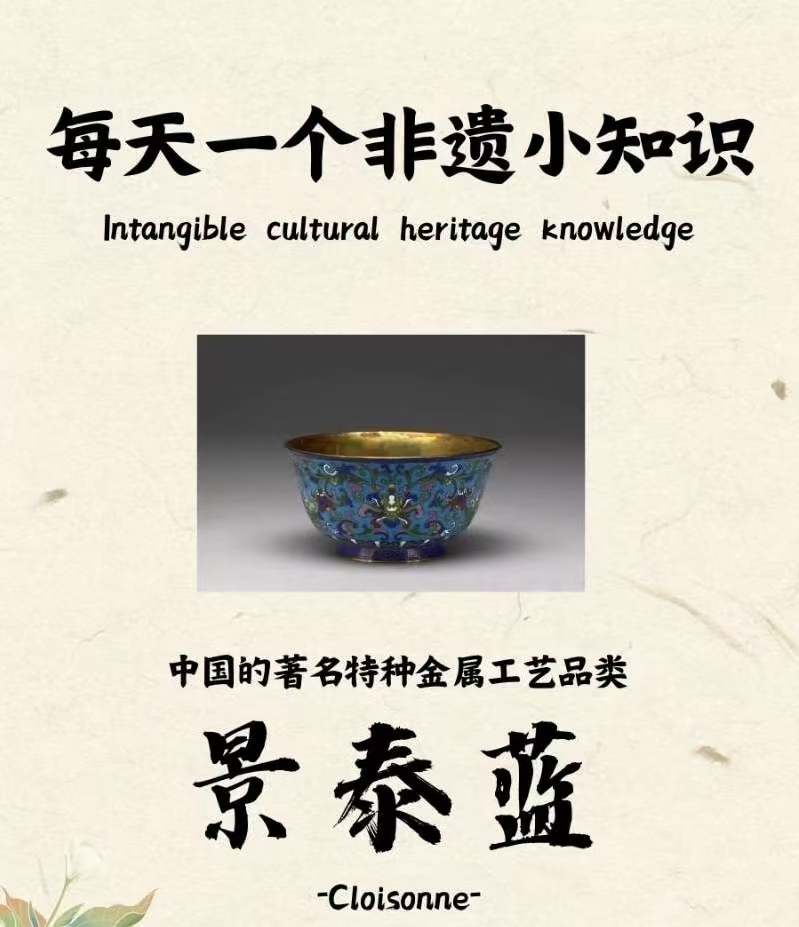 每天一个非遗小知识
Intangible cultural heritage knowledge
中国的著名特种金属工艺品类
景泰蓝
-Cloisonne-